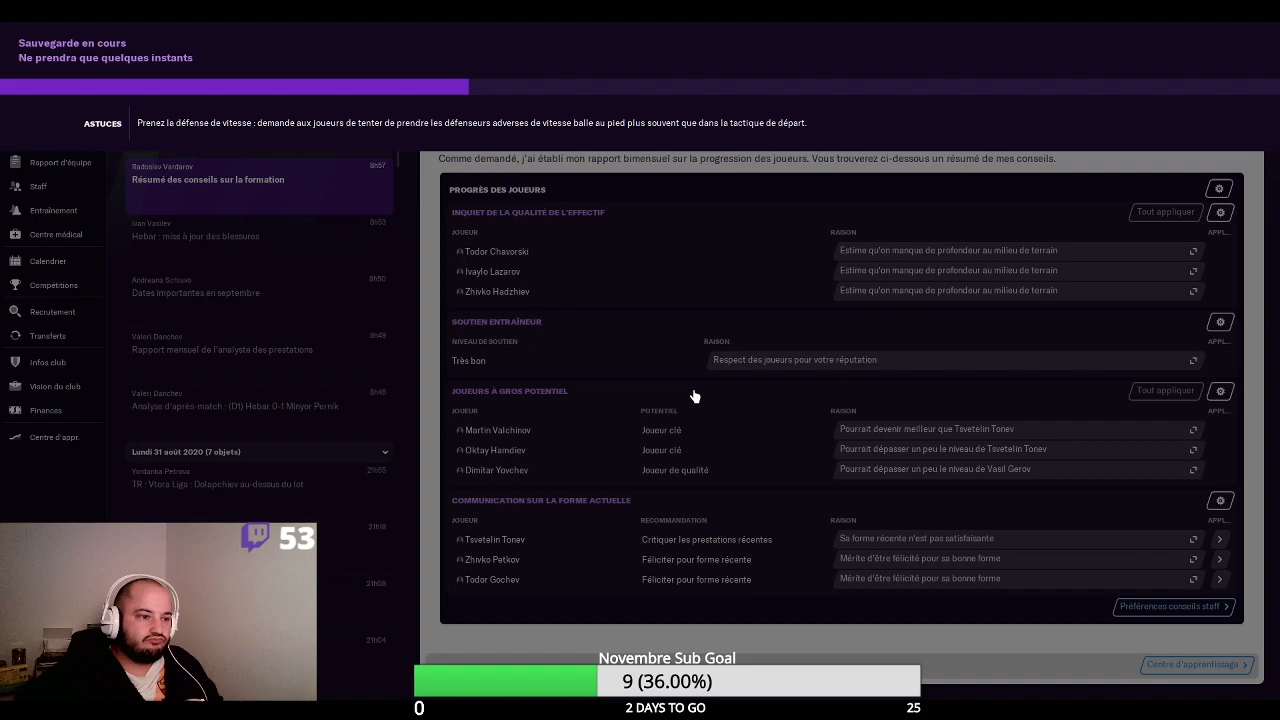 Sauvegarde en cours
Ne prendra que quelques instants
ASTUCES
Prenez la défense de vitesse : demande aux joueurs de tenter de prendre les défenseurs adverses de vitesse balle au pied plus souvent que dans la tactique de départ.
Rapport d'équipe
Staff
Entraînement
Centre médical
Calendrier
Compétitions
Recrutement
Transferts
Infos club
Vision du club
Finances
Centre d'appr.
Radoslav Vardarov 8h57
Résumé des conseils sur la formation
Ivan Vasilev 8h53
Hebar : mise à jour des blessures
Andreana Schiavo 8h50
Dates importantes en septembre
Valeri Danchev 8h49
Rapport mensuel de l'analyste des prestations
Valeri Danchev 8h46
Analyse d'après-match : (D1) Hebar 0-1 Minyor Pernik
Lundi 31 août 2020 (7 objets)
Yordanka Petrova 21h55
TR : Vtora Liga : Dolapchiev au-dessus du lot
21h18
21h08
21h04
Comme demandé, j'ai établi mon rapport bimensuel sur la progression des joueurs. Vous trouverez ci-dessous un résumé de mes conseils.
PROGRÈS DES JOUEURS
INQUIET DE LA QUALITÉ DE L'EFFECTIF Tout appliquer
JOUEUR RAISON APPL...
Todor Chavorski Estime qu'on manque de profondeur au milieu de terrain
Ivaylo Lazarov Estime qu'on manque de profondeur au milieu de terrain
Zhivko Hadzhiev Estime qu'on manque de profondeur au milieu de terrain
SOUTIEN ENTRAÎNEUR
NIVEAU DE SOUTIEN RAISON APPL...
Très bon Respect des joueurs pour votre réputation
JOUEURS À GROS POTENTIEL Tout appliquer
JOUEUR POTENTIEL RAISON APPL...
Martin Valchinov Joueur clé Pourrait devenir meilleur que Tsvetelin Tonev
Oktay Hamdiev Joueur clé Pourrait dépasser un peu le niveau de Tsvetelin Tonev
Dimitar Yovchev Joueur de qualité Pourrait dépasser un peu le niveau de Vasil Gerov
COMMUNICATION SUR LA FORME ACTUELLE
JOUEUR RECOMMANDATION RAISON APPL...
Tsvetelin Tonev Critiquer les prestations récentes Sa forme récente n'est pas satisfaisante
Zhivko Petkov Féliciter pour forme récente Mérite d'être félicité pour sa bonne forme
Todor Gochev Féliciter pour forme récente Mérite d'être félicité pour sa bonne forme
Préférences conseils staff
Centre d'apprentissage
53
Novembre Sub Goal
9 (36.00%)
0 2 DAYS TO GO 25